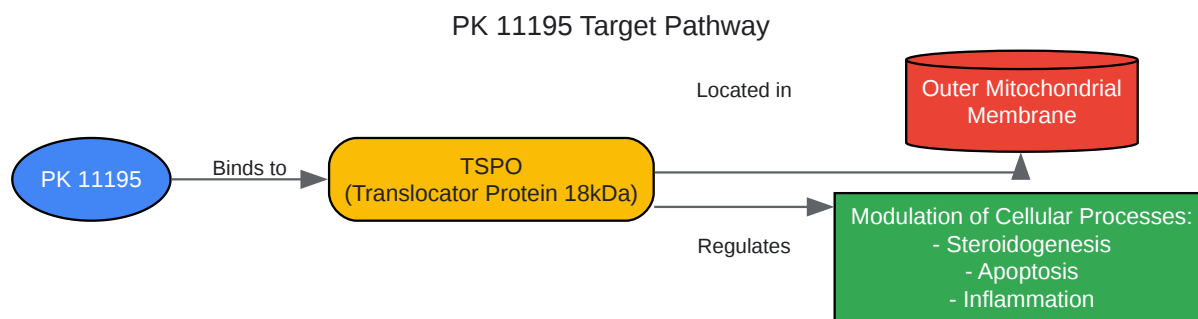 PK 11195 Target Pathway
Located in
Outer Mitochondrial
Membrane
PK 11195
Binds to
TSPO
(Translocator Protein 18kDa)
Regulates
Modulation of Cellular Processes:
- Steroidogenesis
- Apoptosis
- Inflammation